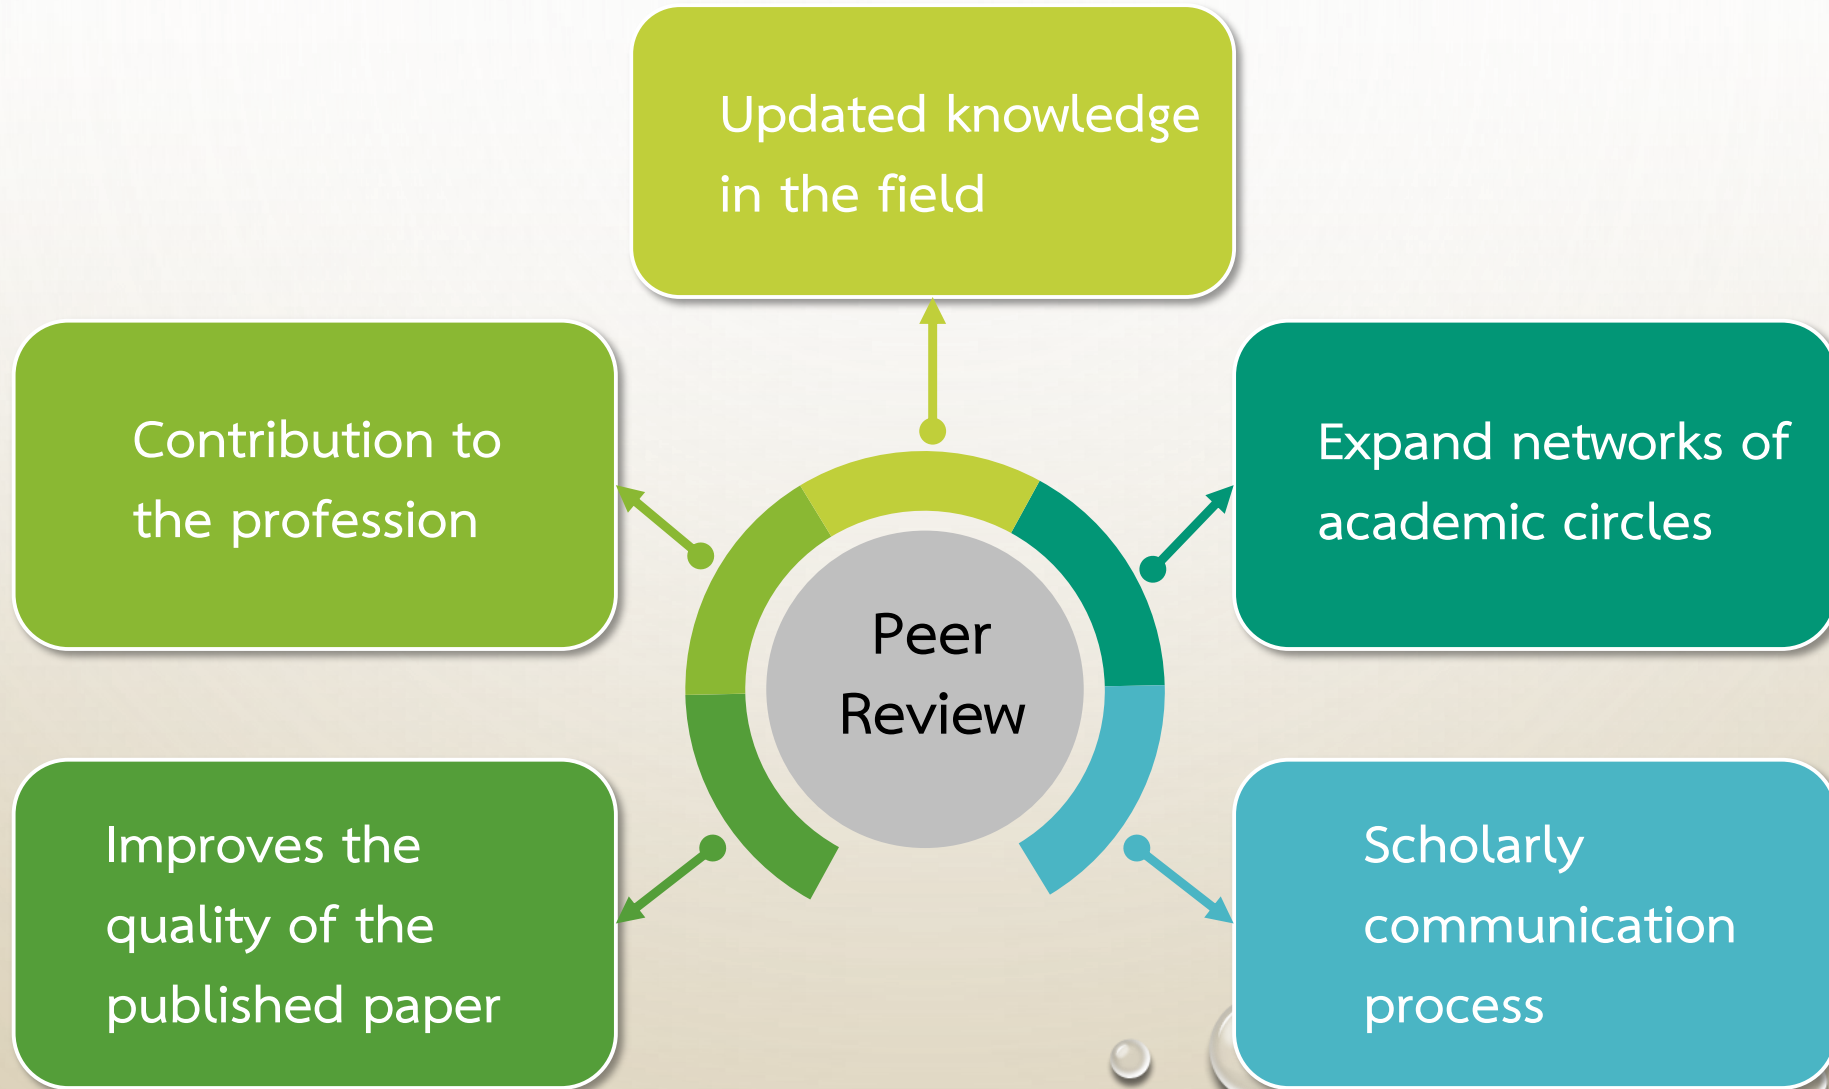 Updated knowledge
in the field
Contribution to
the profession
Expand networks of
academic circles
Peer
Review
Improves the
quality of the
published paper
Scholarly
communication
process